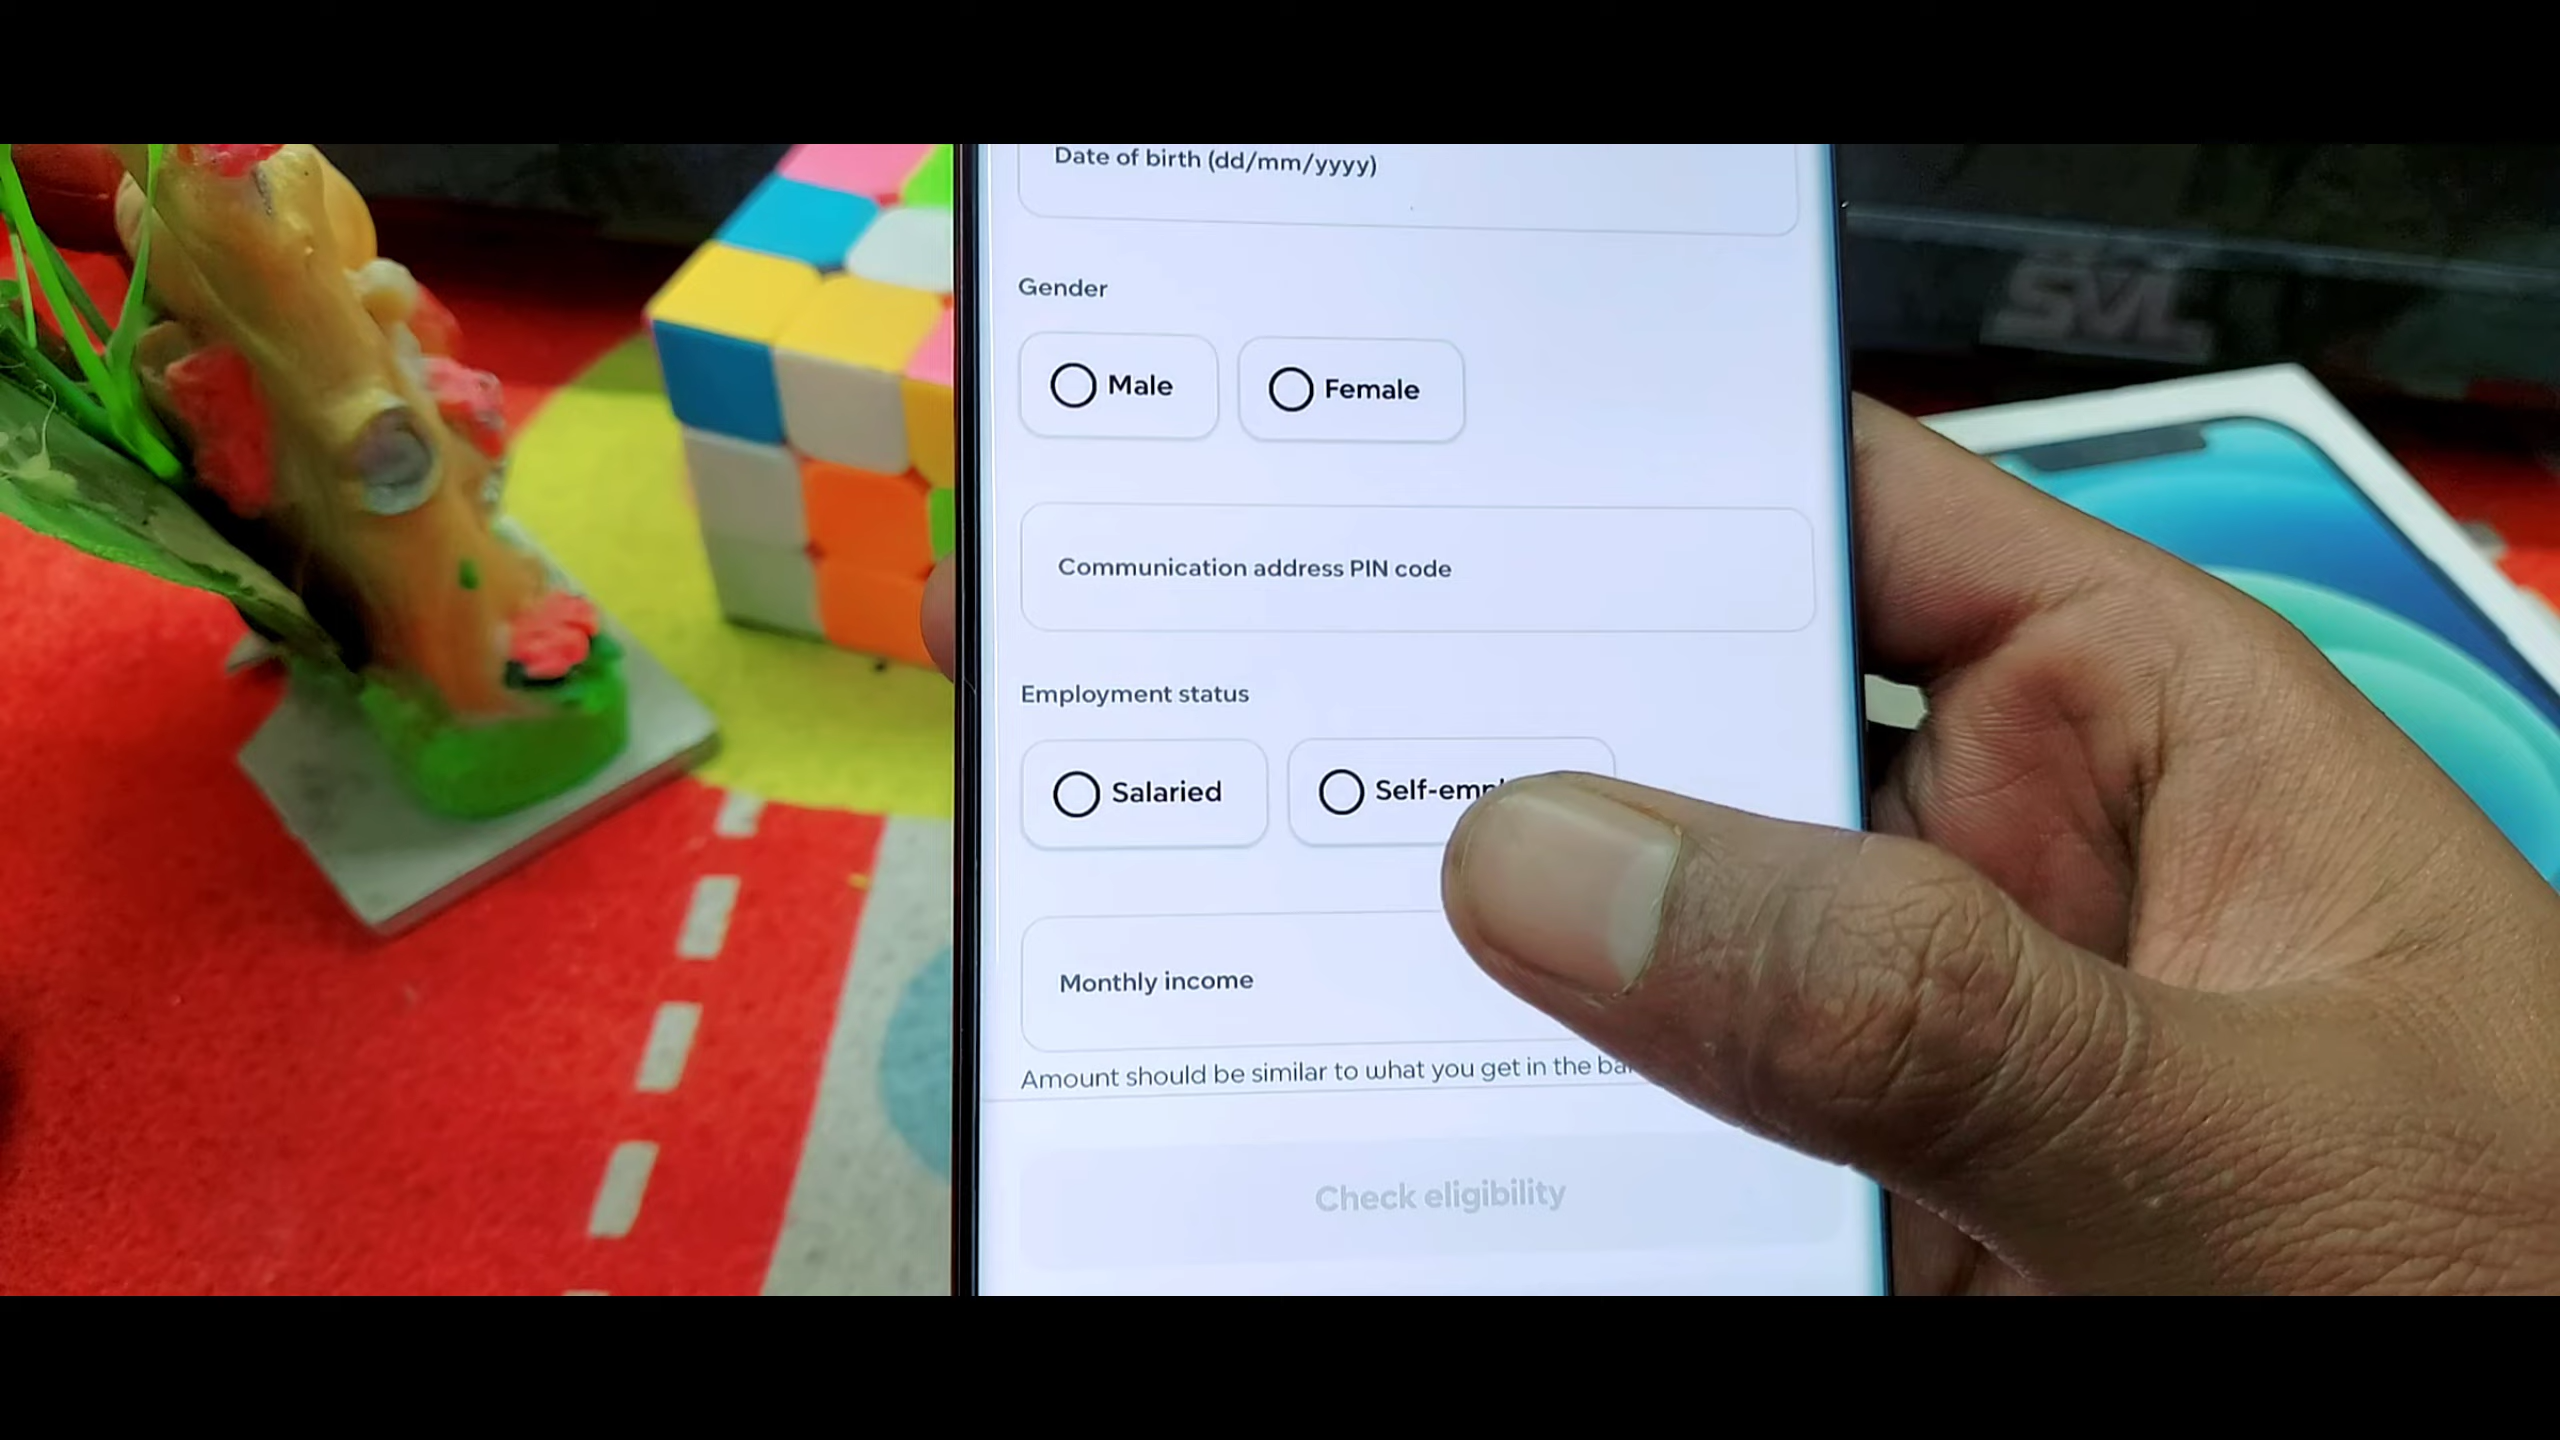 Date of birth (dd/mm/yyyy)
Gender
Male
Female
Communication address PIN code
Employment status
Salaried
Monthly income
Amount should be similar to what you get in the
Check eligibility
SVL